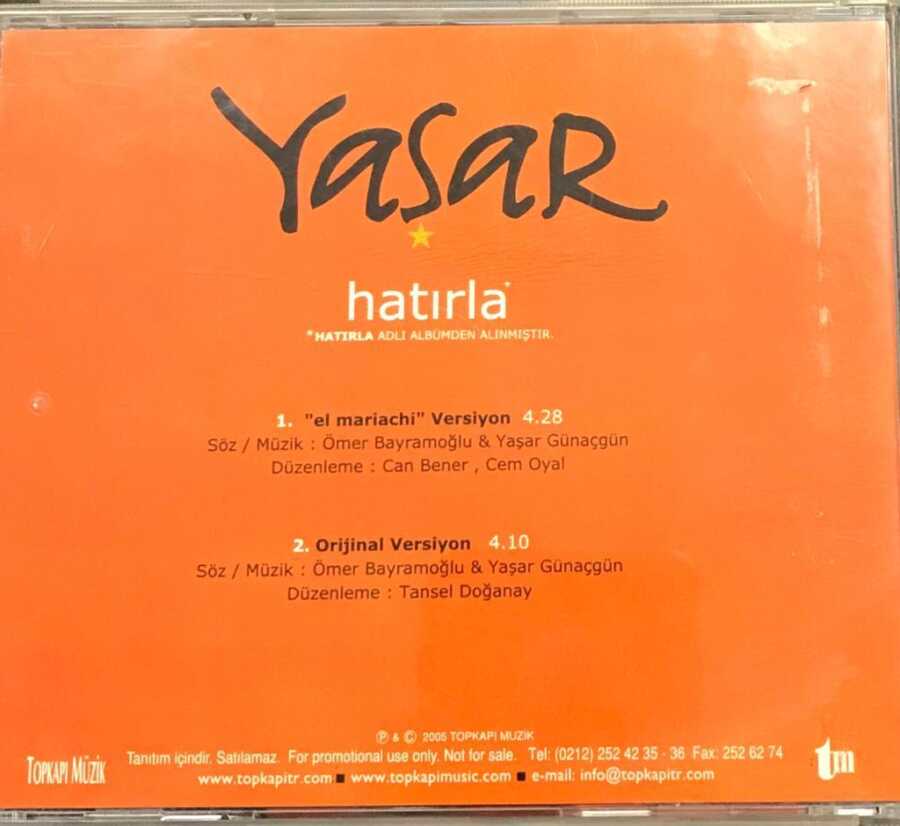 Yaşar
hatırla*
*HATIRLA ADLI ALBÜMDEN ALINMIŞTIR.
1. "el mariachi" Versiyon 4.28
Söz / Müzik : Ömer Bayramoğlu & Yaşar Günaçgün
Düzenleme : Can Bener , Cem Oyal
2. Orijinal Versiyon 4.10
Söz / Müzik : Ömer Bayramoğlu & Yaşar Günaçgün
Düzenleme : Tansel Doğanay
Ⓟ & © 2005 TOPKAPI MUZIK
TOPKAPI MÜZİK
Tanıtım içindir. Satılamaz. For promotional use only. Not for sale. Tel: (0212) 252 42 35 - 36 Fax: 252 62 74
www.topkapitr.com ■ www.topkapimusic.com ■ e-mail: info@topkapitr.com
tm